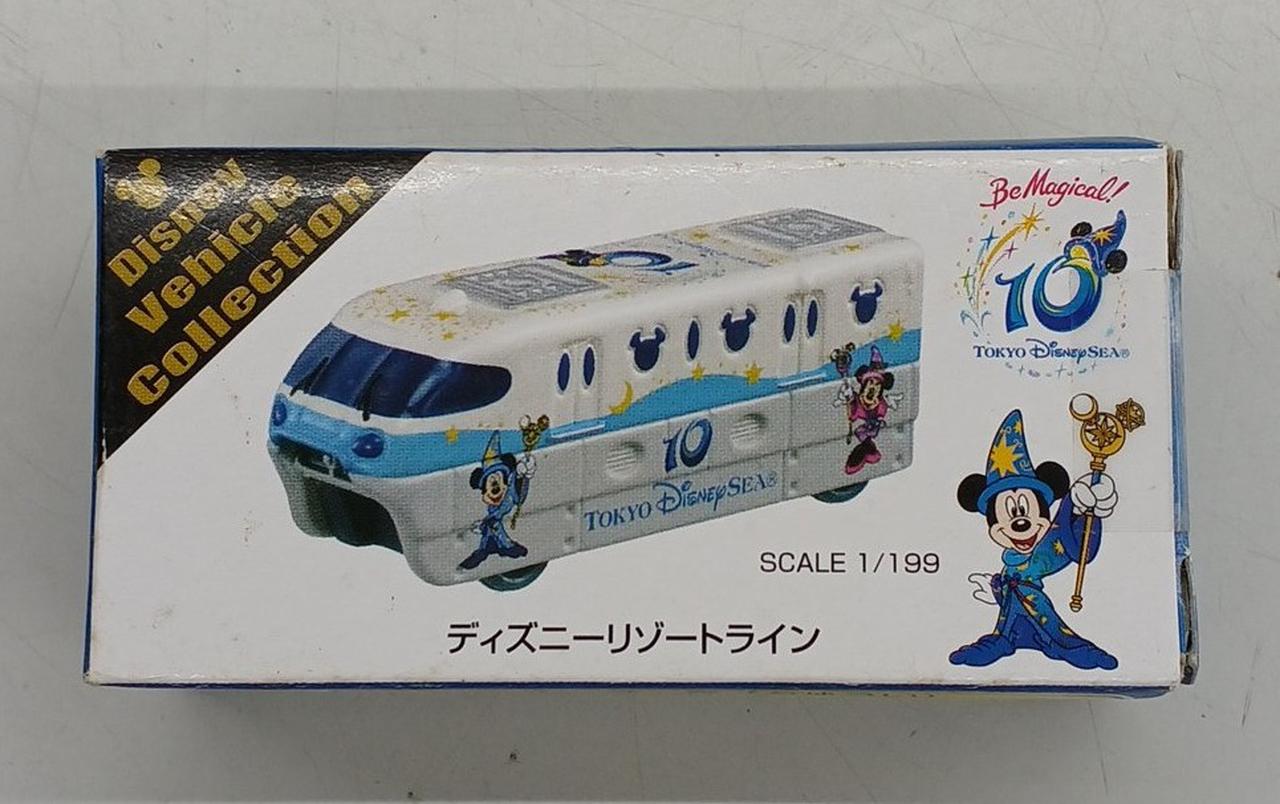 Disney
Vehicle
Collection
Be Magical!
10
TOKYO DISNEYSEA®
10
TOKYO DISNEYSEA®
SCALE 1/199
ディズニーリゾートライン